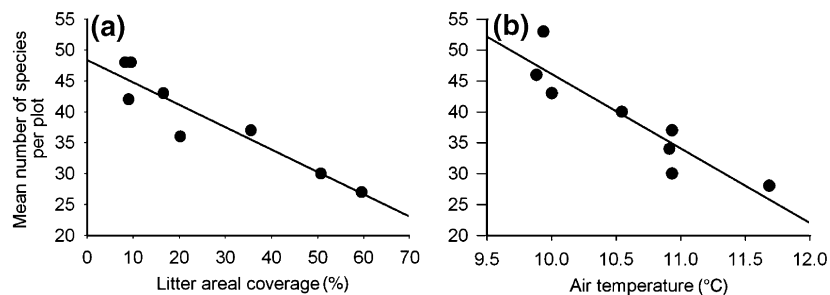 (a)
Mean number of species
per plot
55
50
45
40
35
30
25
20
0 10 20 30 40 50 60 70
Litter areal coverage (%)
(b)
55
50
45
40
35
30
25
20
9.5 10.0 10.5 11.0 11.5 12.0
Air temperature (°C)